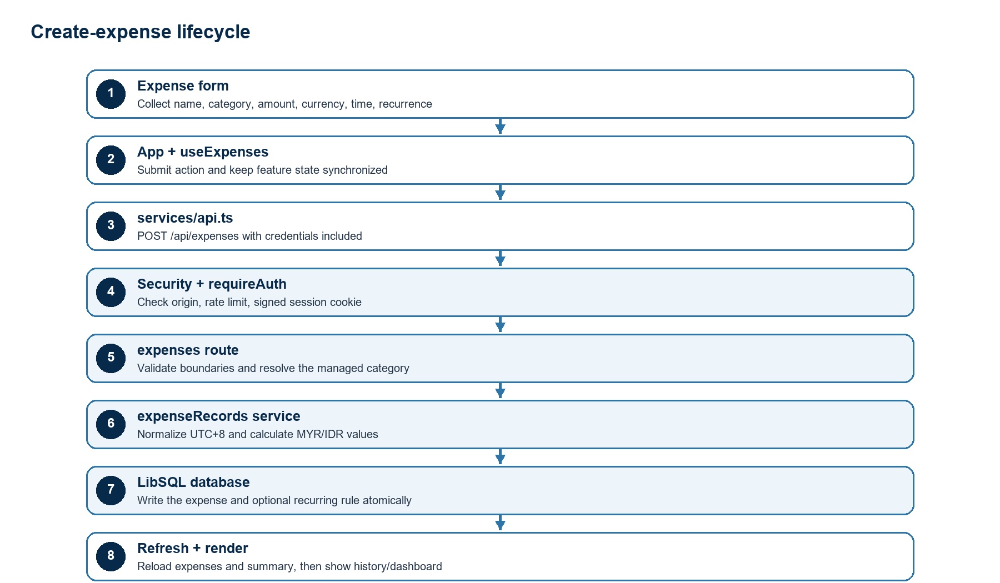 Create-expense lifecycle
1
Expense form
Collect name, category, amount, currency, time, recurrence
2
App + useExpenses
Submit action and keep feature state synchronized
3
services/api.ts
POST /api/expenses with credentials included
4
Security + requireAuth
Check origin, rate limit, signed session cookie
5
expenses route
Validate boundaries and resolve the managed category
6
expenseRecords service
Normalize UTC+8 and calculate MYR/IDR values
7
LibSQL database
Write the expense and optional recurring rule atomically
8
Refresh + render
Reload expenses and summary, then show history/dashboard